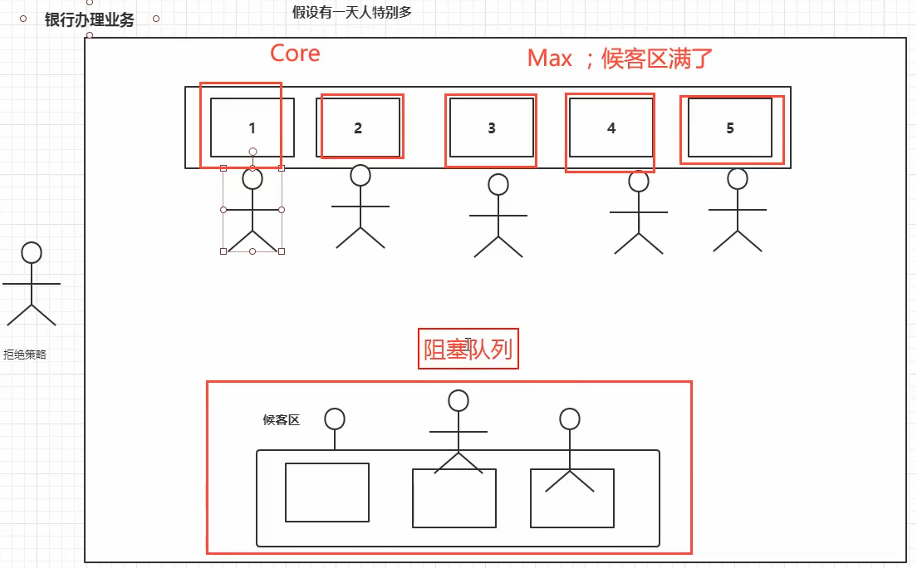 银行办理业务
假设有一天人特别多
Core
Max ；候客区满了
1
2
3
4
5
拒绝策略
阻塞队列
候客区